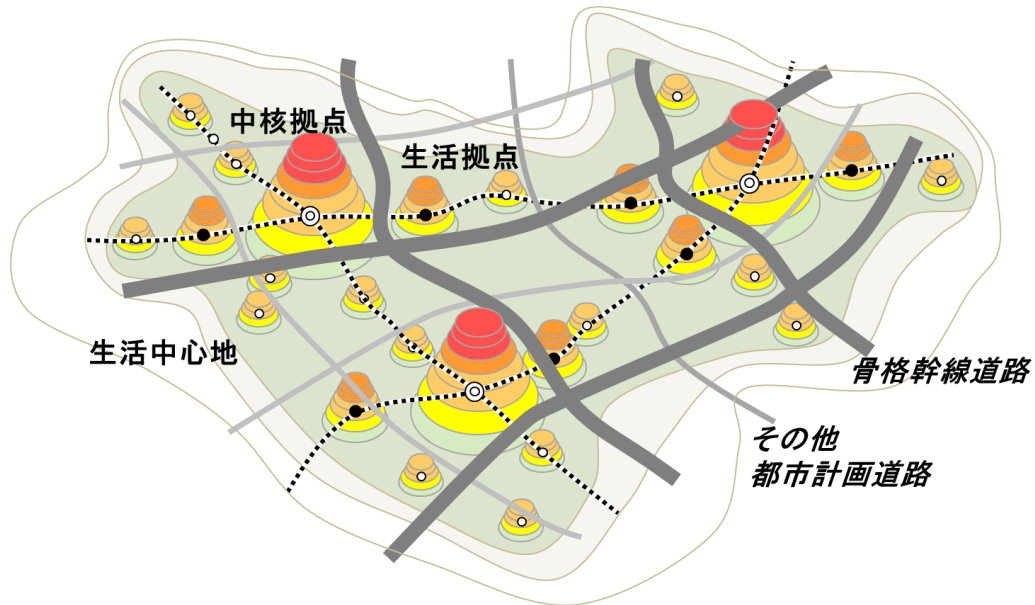 中核拠点
生活拠点
生活中心地
骨格幹線道路
その他
都市計画道路